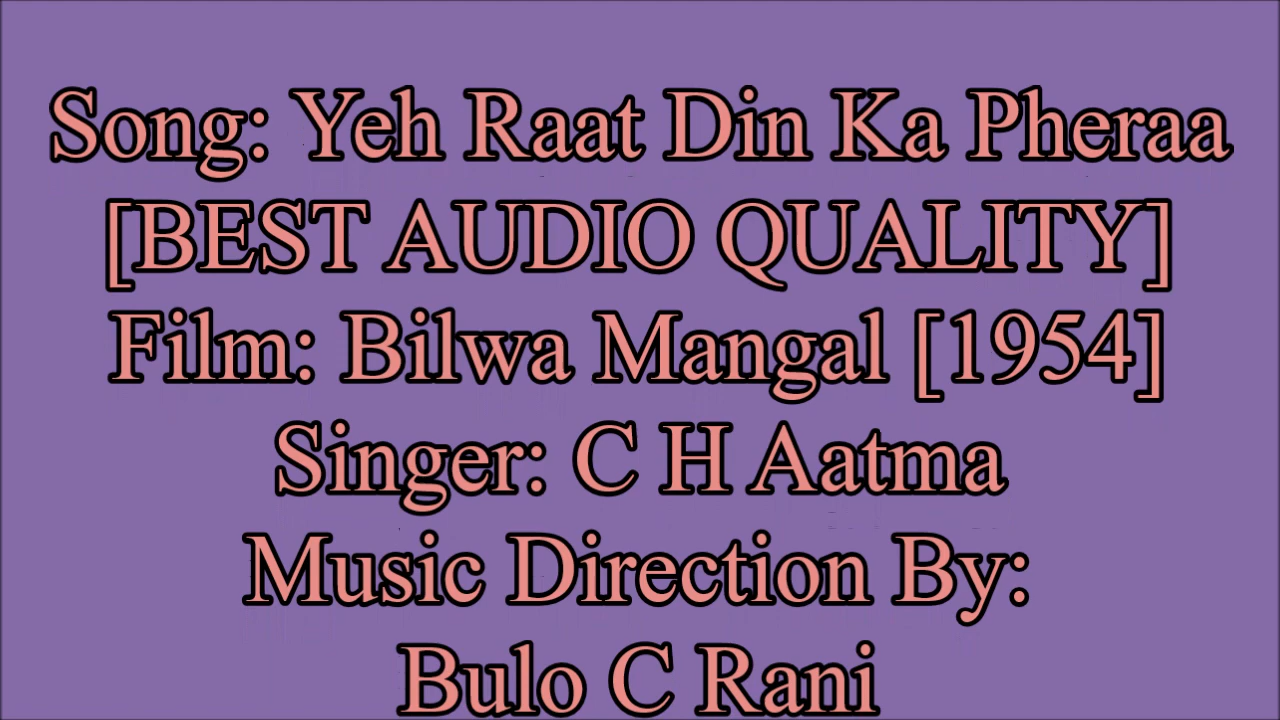 Song: Yeh Raat Din Ka Pheraa
[BEST AUDIO QUALITY]
Film: Bilwa Mangal [1954]
Singer: C H Aatma
Music Direction By:
Bulo C Rani